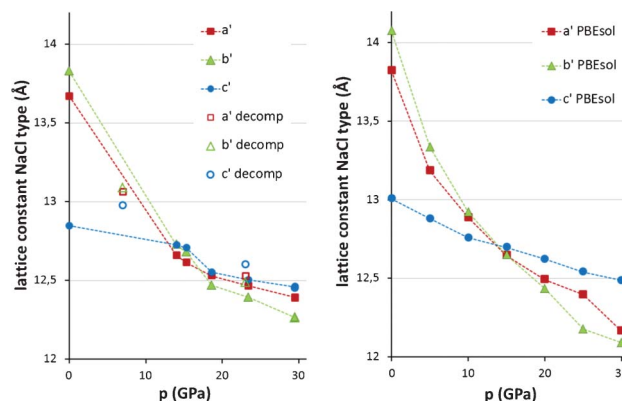 14
13,5
13
12,5
12
0
10
20
30
p (GPa)
lattice constant NaCl type (Å)
a'
b'
c'
a' decomp
b' decomp
c' decomp
14
13,5
13
12,5
12
0
10
20
p (GPa)
lattice constant NaCl type (Å)
a' PBEsol
b' PBEsol
c' PBEsol